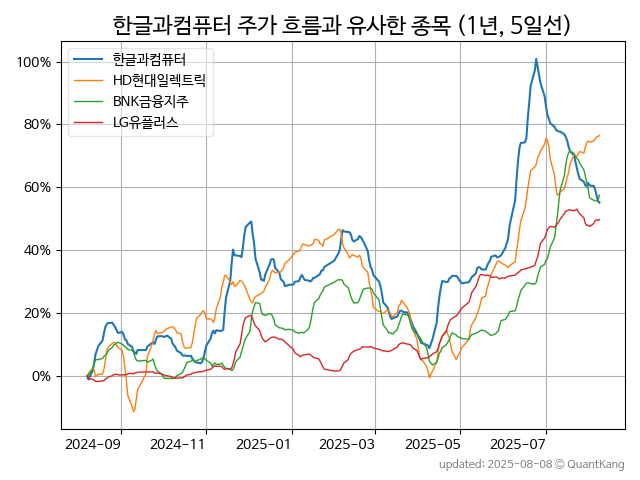 한글과컴퓨터 주가 흐름과 유사한 종목 (1년, 5일선)
한글과컴퓨터
HD현대일렉트릭
BNK금융지주
LG유플러스
100%
80%
60%
40%
20%
0%
2024-09 2024-11 2025-01 2025-03 2025-05 2025-07
updated: 2025-08-08 © QuantKang